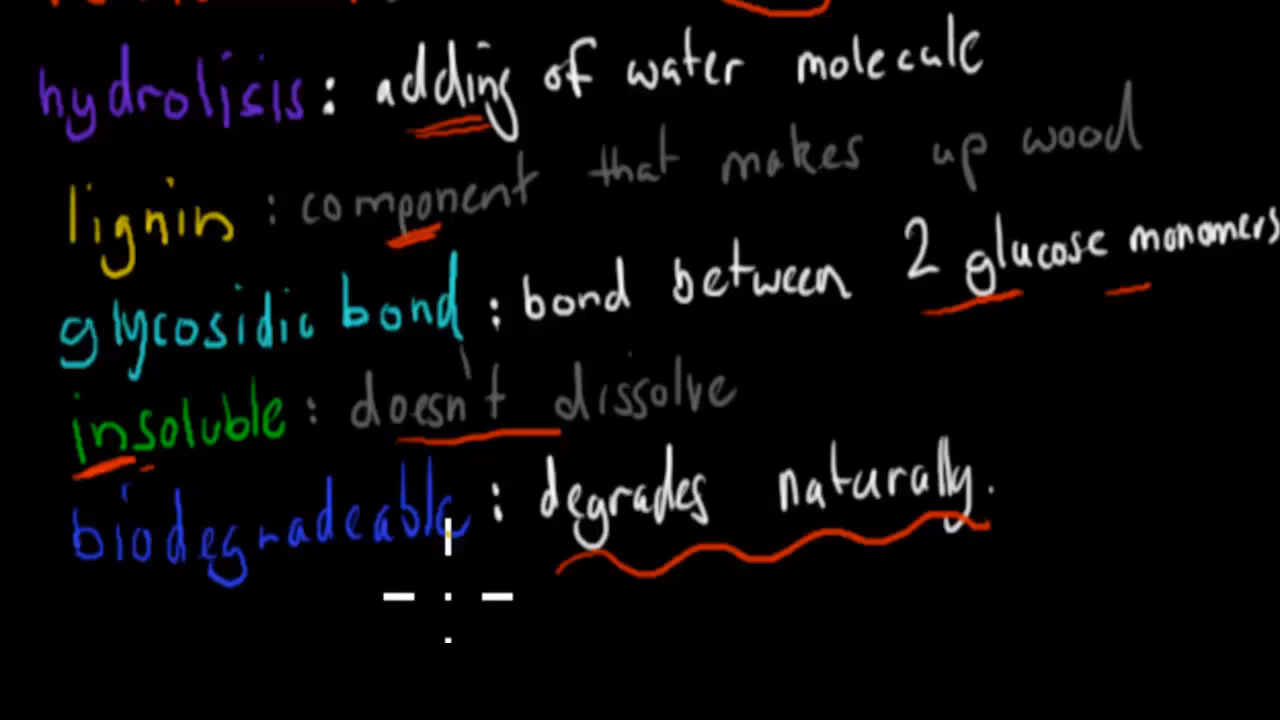 hydrolisis: adding of water molecule
lignin: component that makes up wood
glycosidic bond: bond between 2 glucose monomers
insoluble: doesn't dissolve
biodegradeable: degrades naturally.